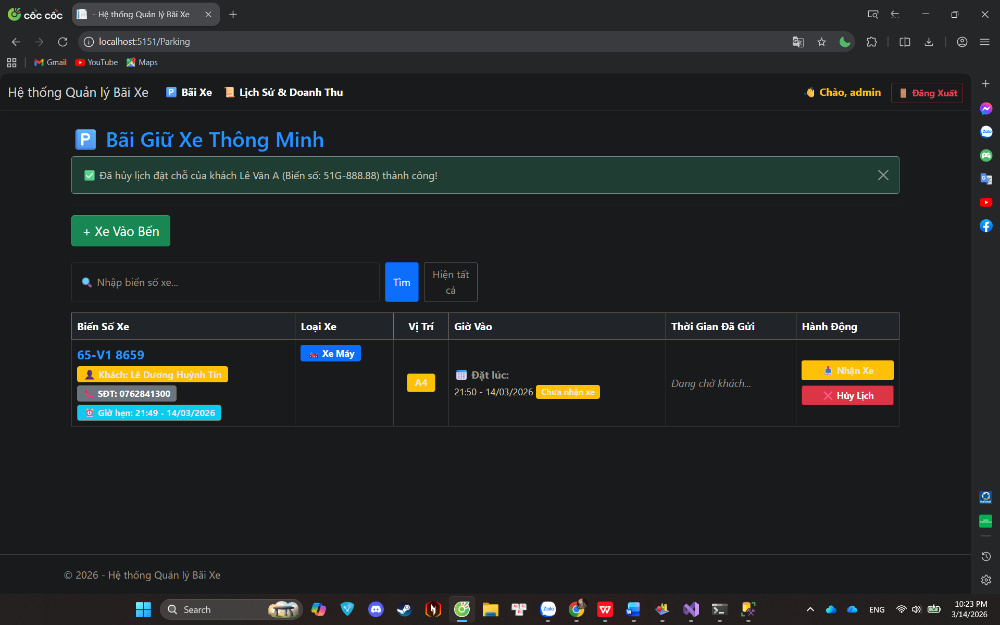 cốc cốc
- Hệ thống Quản lý Bãi Xe
localhost:5151/Parking
Gmail
YouTube
Maps
Hệ thống Quản lý Bãi Xe
P Bãi Xe
Lịch Sử & Doanh Thu
Chào, admin
Đăng Xuất
P Bãi Giữ Xe Thông Minh
Đã hủy lịch đặt chỗ của khách Lê Văn A (Biển số: 51G-888.88) thành công!
+ Xe Vào Bến
Nhập biển số xe...
Tìm
Hiện tất
cả
Biển Số Xe
Loại Xe
Vị Trí
Giờ Vào
Thời Gian Đã Gửi
Hành Động
65-V1 8659
Khách: Lê Dương Huỳnh Tín
SĐT: 0762841300
Giờ hẹn: 21:49 - 14/03/2026
Xe Máy
A4
Đặt lúc:
21:50 - 14/03/2026 Chưa nhận xe
Đang chờ khách...
Nhận Xe
Hủy Lịch
© 2026 - Hệ thống Quản lý Bãi Xe
Zalo
Search
Zalo
ENG
10:23 PM
3/14/2026